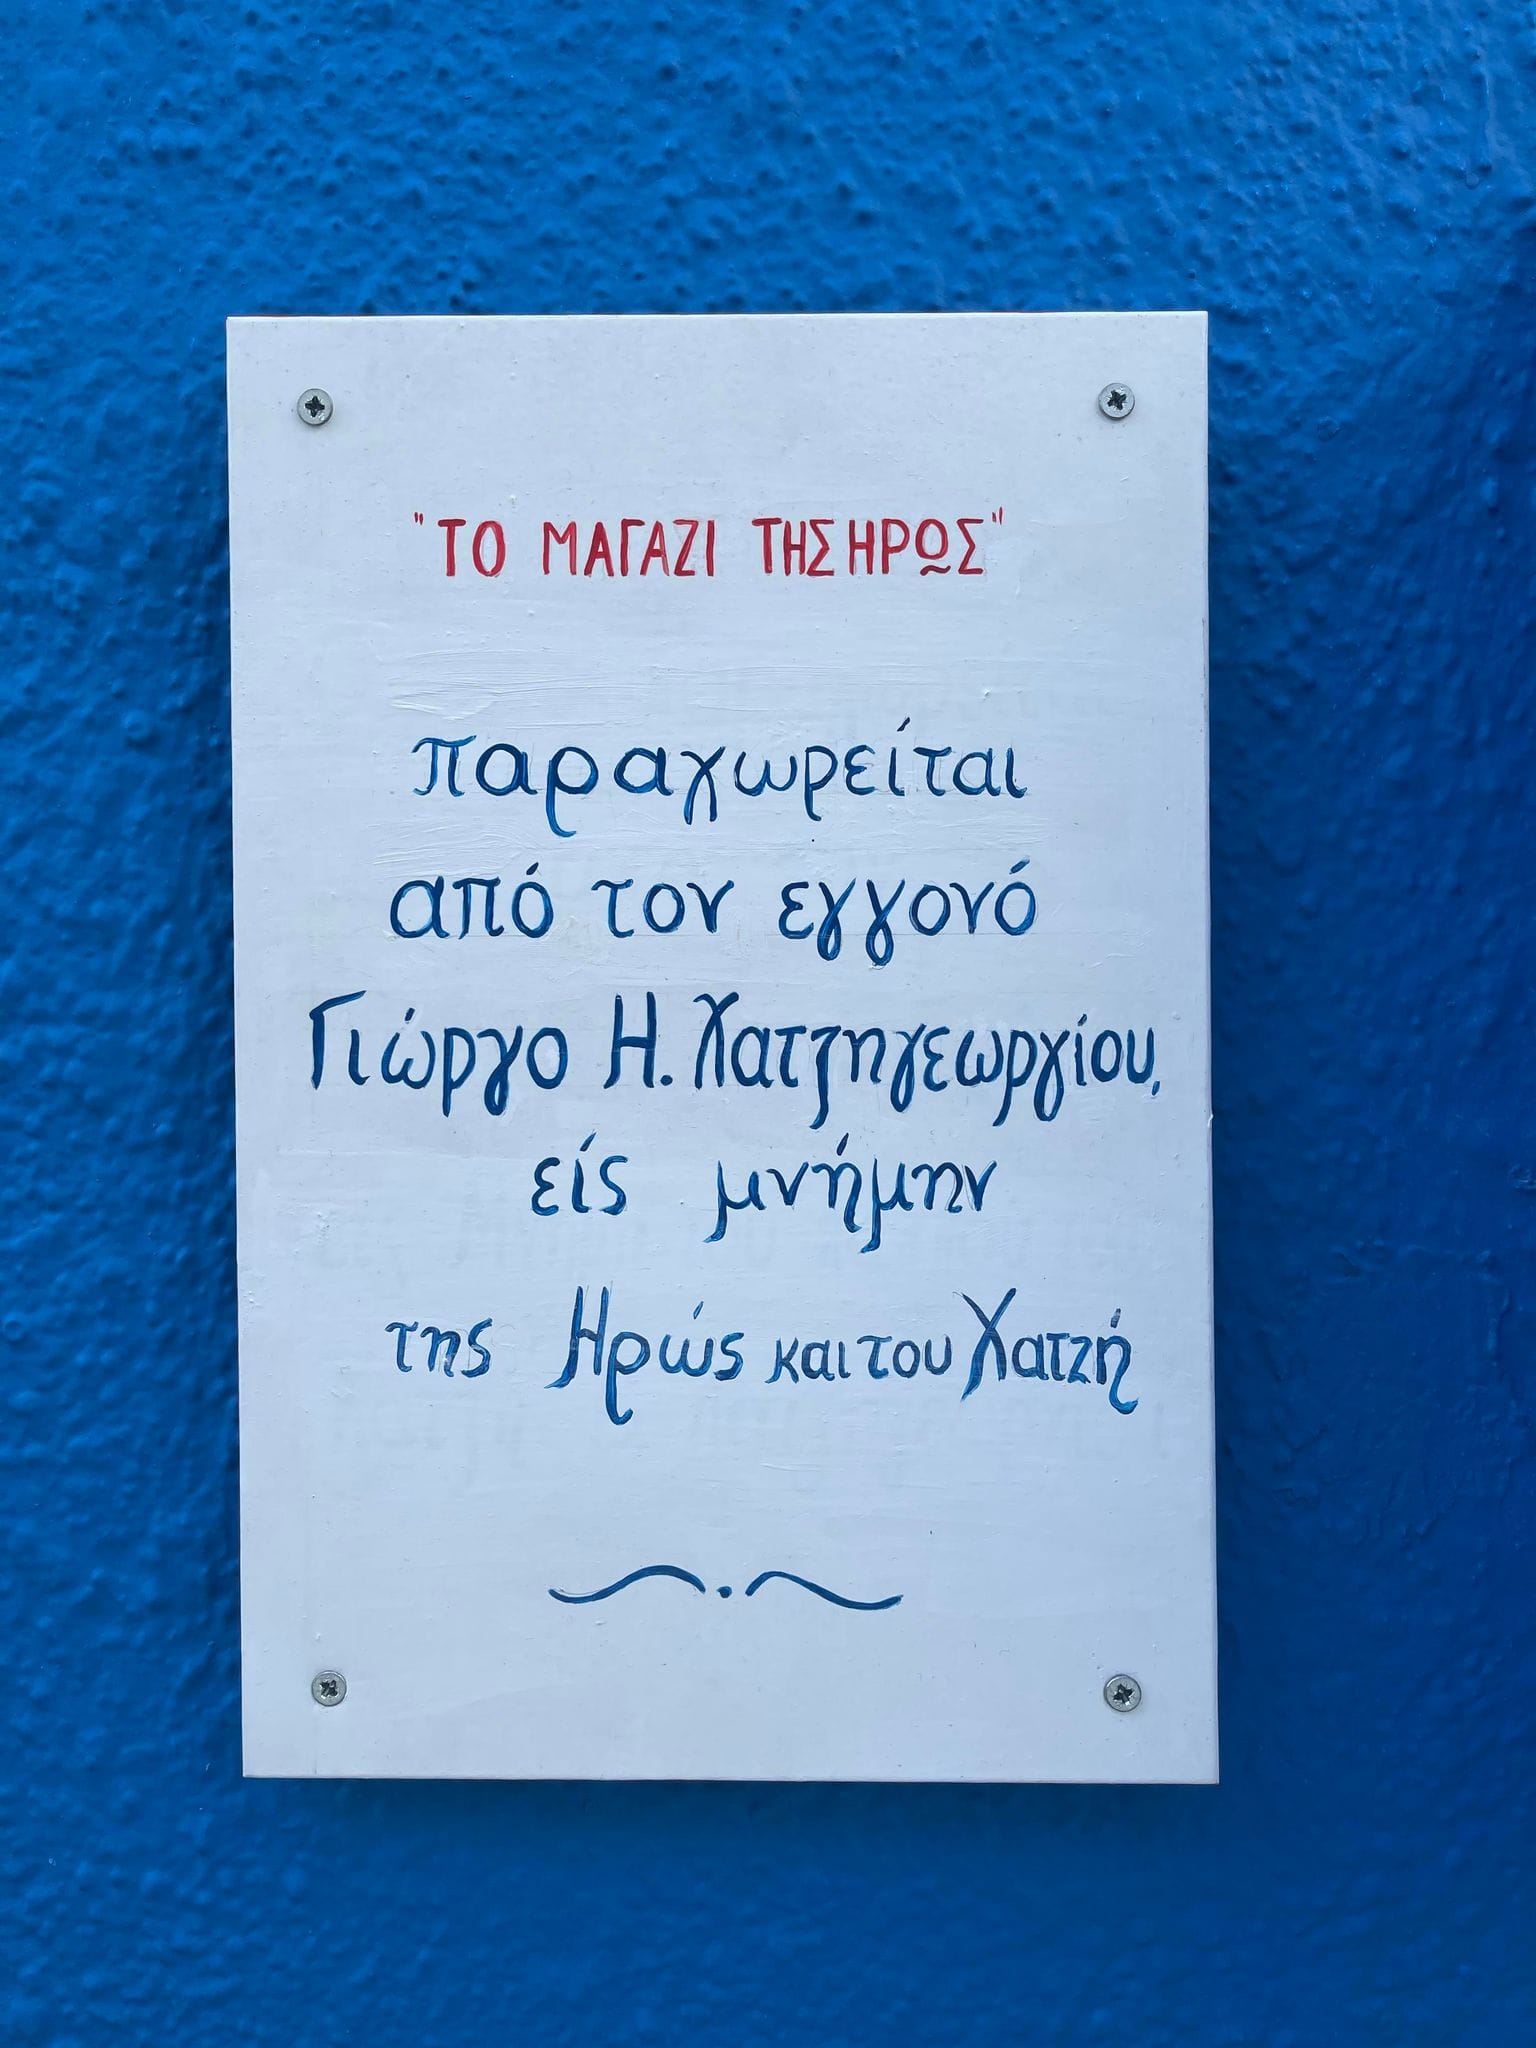 "ΤΟ ΜΑΓΑΖΙ ΤΗΣ ΗΡΩΣ"
παραχωρείται
από τον εγγονό
Γιώργο Η. Χατζηγεωργίου,
είς μνήμην
της Ηρώς και του Χατζή